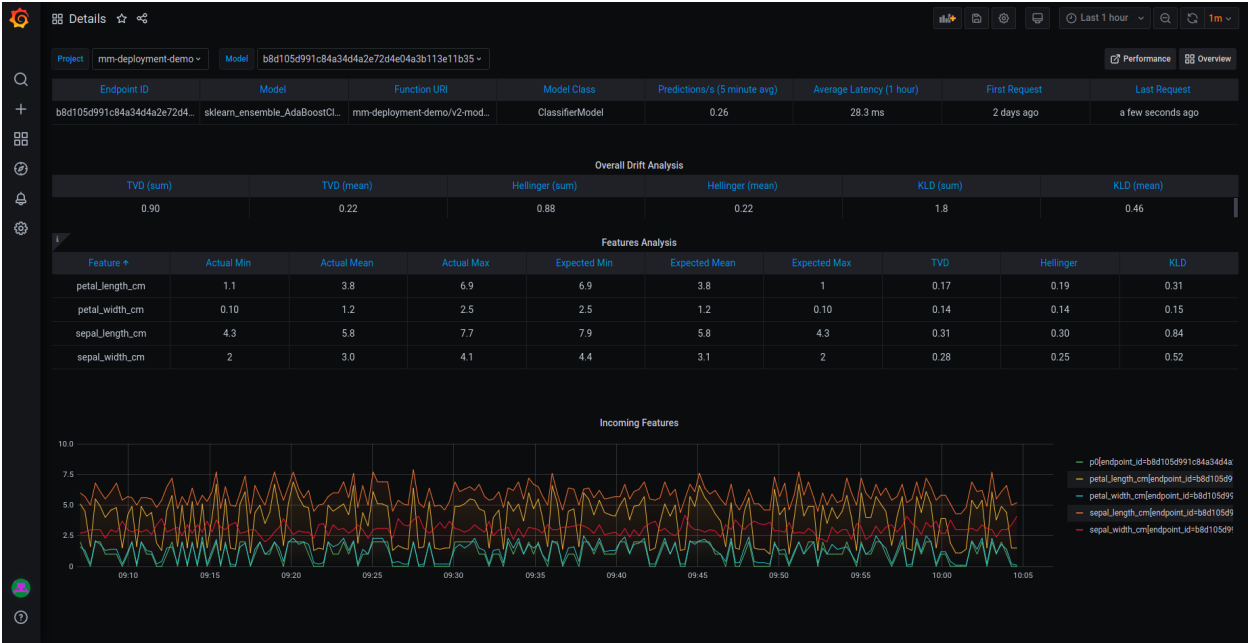 Details
Last 1 hour 1m
Project mm-deployment-demo Model b8d105d991c84a34d4a2e72d4e04a3b113e11b35 Performance Overview
Endpoint ID Model Function URI Model Class Predictions/s (5 minute avg) Average Latency (1 hour) First Request Last Request
b8d105d991c84a34d4a2e72d4... sklearn_ensemble_AdaBoostCl... mm-deployment-demo/v2-mod... ClassifierModel 0.26 28.3 ms 2 days ago a few seconds ago
Overall Drift Analysis
TVD (sum) TVD (mean) Hellinger (sum) Hellinger (mean) KLD (sum) KLD (mean)
0.90 0.22 0.88 0.22 1.8 0.46
i
Features Analysis
Feature ↑ Actual Min Actual Mean Actual Max Expected Min Expected Mean Expected Max TVD Hellinger KLD
petal_length_cm 1.1 3.8 6.9 6.9 3.8 1 0.17 0.19 0.31
petal_width_cm 0.10 1.2 2.5 2.5 1.2 0.10 0.14 0.14 0.15
sepal_length_cm 4.3 5.8 7.7 7.9 5.8 4.3 0.31 0.30 0.84
sepal_width_cm 2 3.0 4.1 4.4 3.1 2 0.28 0.25 0.52
Incoming Features
10.0
7.5
5.0
2.5
0
09:10 09:15 09:20 09:25 09:30 09:35 09:40 09:45 09:50 09:55 10:00 10:05
p0[endpoint_id=b8d105d991c84a34d4a
petal_length_cm[endpoint_id=b8d105d9
petal_width_cm[endpoint_id=b8d105d99
sepal_length_cm[endpoint_id=b8d105d9
sepal_width_cm[endpoint_id=b8d105d9